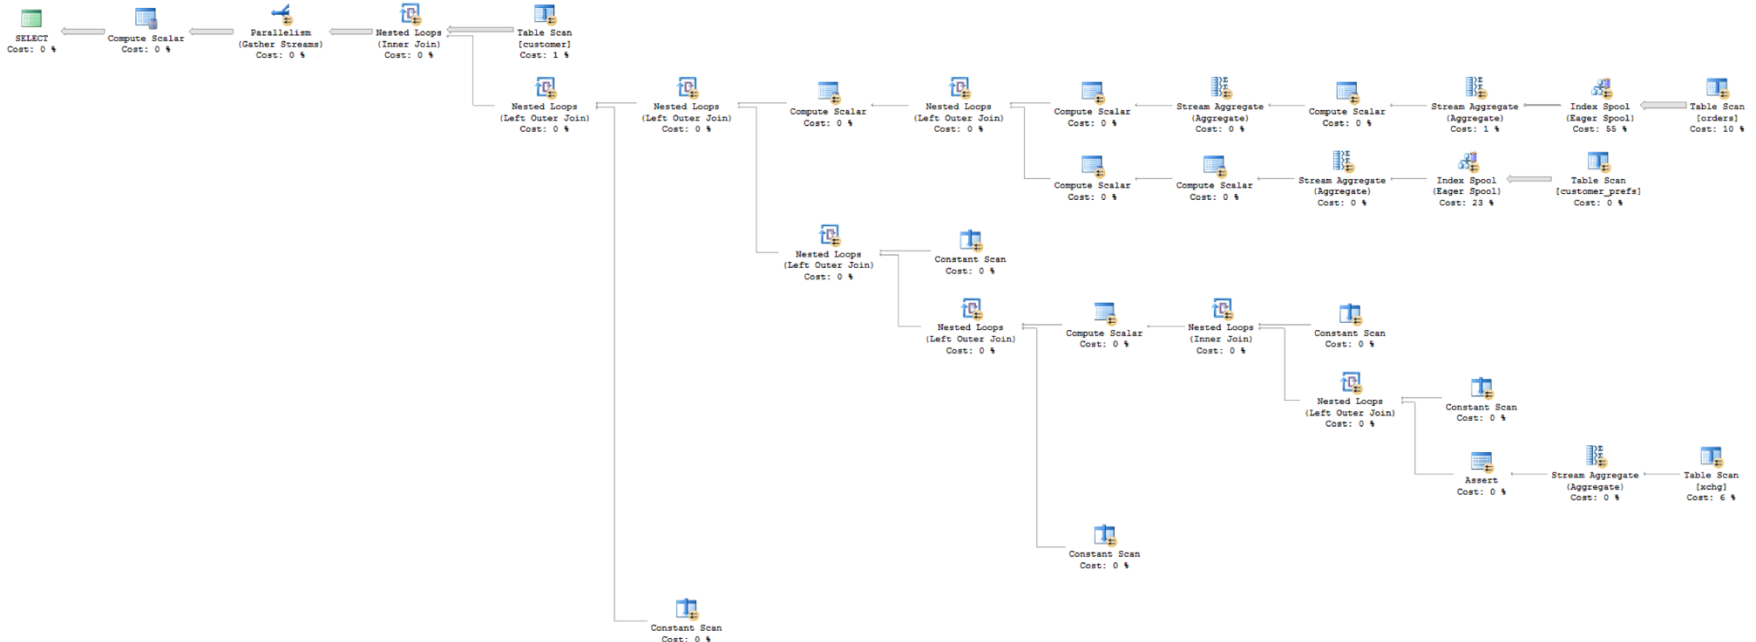 SELECT
Cost: 0 %
Compute Scalar
Cost: 0 %
Parallelism
(Gather Streams)
Cost: 0 %
Nested Loops
(Inner Join)
Cost: 0 %
Table Scan
[customer]
Cost: 1 %
Nested Loops
(Left Outer Join)
Cost: 0 %
Nested Loops
(Left Outer Join)
Cost: 0 %
Compute Scalar
Cost: 0 %
Nested Loops
(Left Outer Join)
Cost: 0 %
Compute Scalar
Cost: 0 %
Stream Aggregate
(Aggregate)
Cost: 0 %
Compute Scalar
Cost: 0 %
Stream Aggregate
(Aggregate)
Cost: 1 %
Index Spool
(Eager Spool)
Cost: 55 %
Table Scan
[orders]
Cost: 10 %
Compute Scalar
Cost: 0 %
Compute Scalar
Cost: 0 %
Stream Aggregate
(Aggregate)
Cost: 0 %
Index Spool
(Eager Spool)
Cost: 23 %
Table Scan
[customer_prefs]
Cost: 0 %
Nested Loops
(Left Outer Join)
Cost: 0 %
Constant Scan
Cost: 0 %
Nested Loops
(Left Outer Join)
Cost: 0 %
Compute Scalar
Cost: 0 %
Nested Loops
(Inner Join)
Cost: 0 %
Constant Scan
Cost: 0 %
Nested Loops
(Left Outer Join)
Cost: 0 %
Constant Scan
Cost: 0 %
Assert
Cost: 0 %
Stream Aggregate
(Aggregate)
Cost: 0 %
Table Scan
[xchg]
Cost: 6 %
Constant Scan
Cost: 0 %
Constant Scan
Cost: 0 %